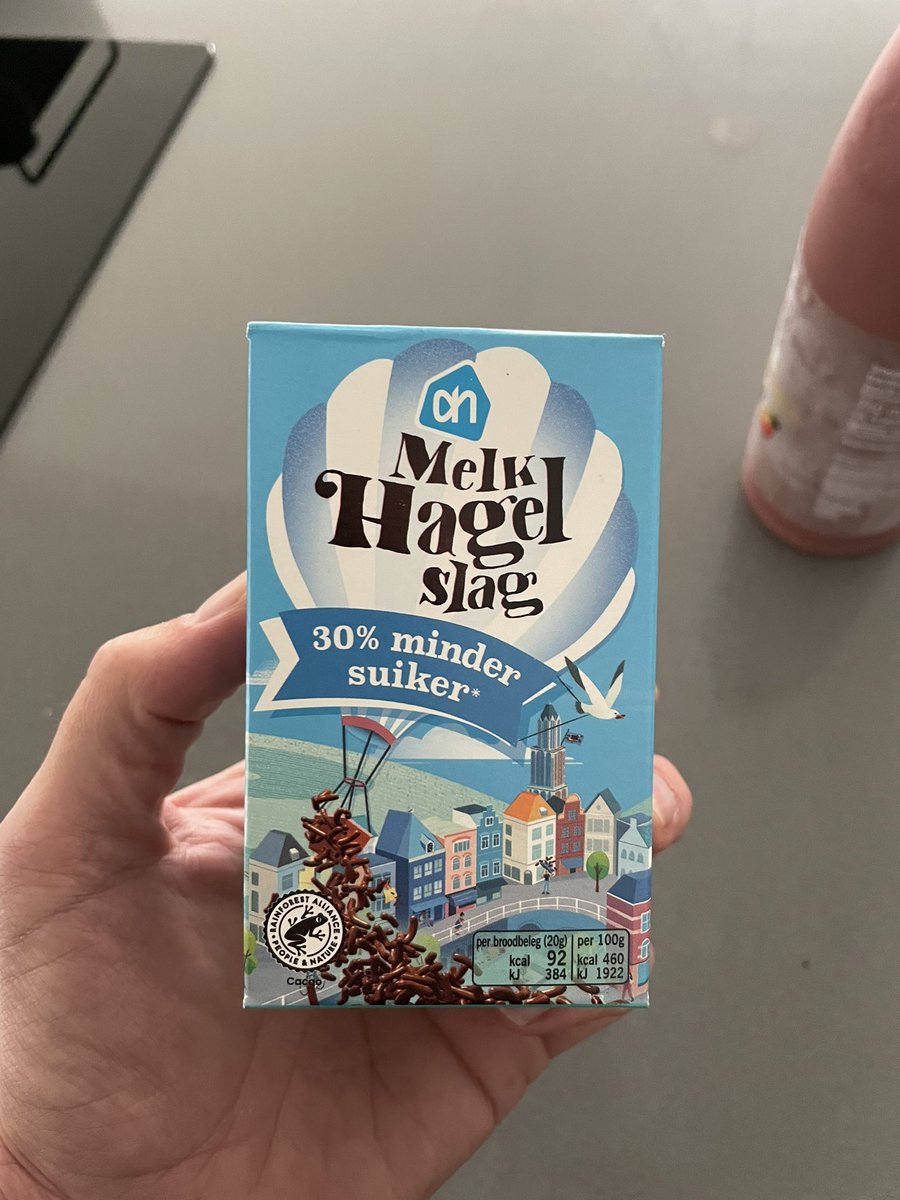 ah
Melk
Hagel
slag
30% minder
suiker*
RAINFOREST ALLIANCE
PEOPLE & NATURE
Cacao
per broodbeleg (20g) per 100g
kcal 92 kcal 460
kJ 384 kJ 1922